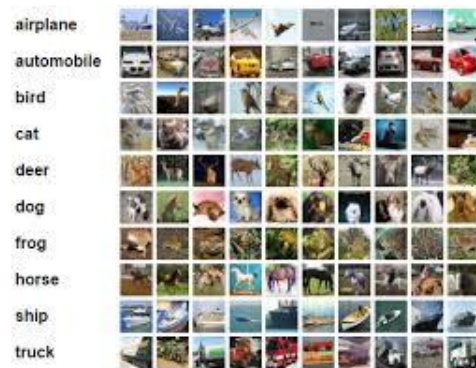 airplane
automobile
bird
cat
deer
dog
frog
horse
ship
truck